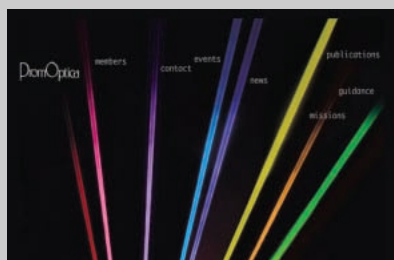 PromOptica
members
contact
events
news
publications
guidance
missions